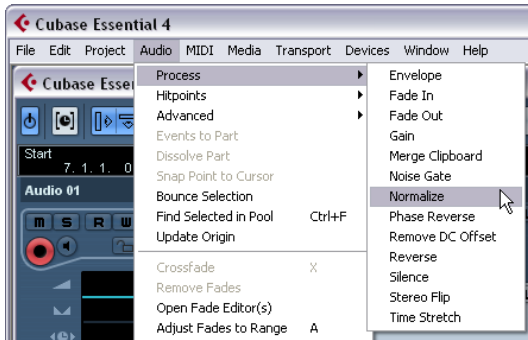 Cubase Essential 4
File Edit Project Audio MIDI Media Transport Devices Window Help
Cubase Esse
Start
7. 1. 1. 0
Audio 01
m S R W
Process
Hitpoints
Advanced
Events to Part
Dissolve Part
Snap Point to Cursor
Bounce Selection
Find Selected in Pool Ctrl+F
Update Origin
Crossfade X
Remove Fades
Open Fade Editor(s)
Adjust Fades to Range A
Envelope
Fade In
Fade Out
Gain
Merge Clipboard
Noise Gate
Normalize
Phase Reverse
Remove DC Offset
Reverse
Silence
Stereo Flip
Time Stretch